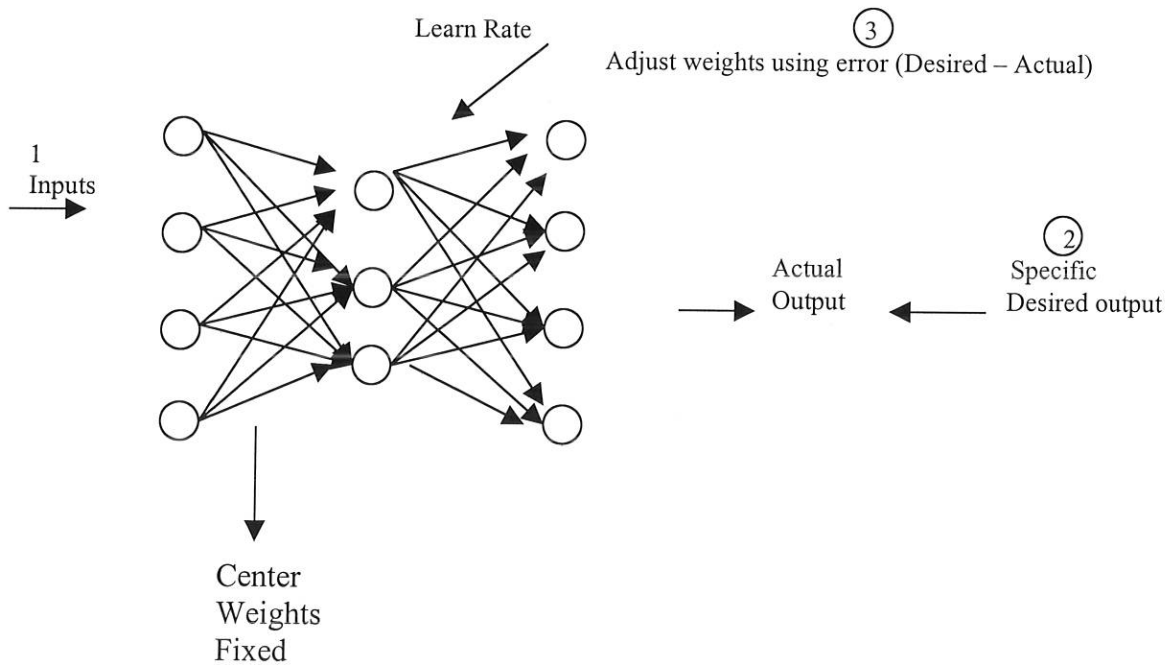 Learn Rate
3
Adjust weights using error (Desired – Actual)
1
Inputs
2
Actual
Output
Specific
Desired output
Center
Weights
Fixed